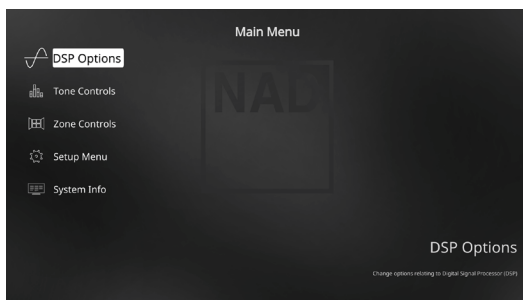 Main Menu
DSP Options
Tone Controls
Zone Controls
Setup Menu
System Info
NAD
DSP Options
Change options relating to Digital Signal Processor (DSP)